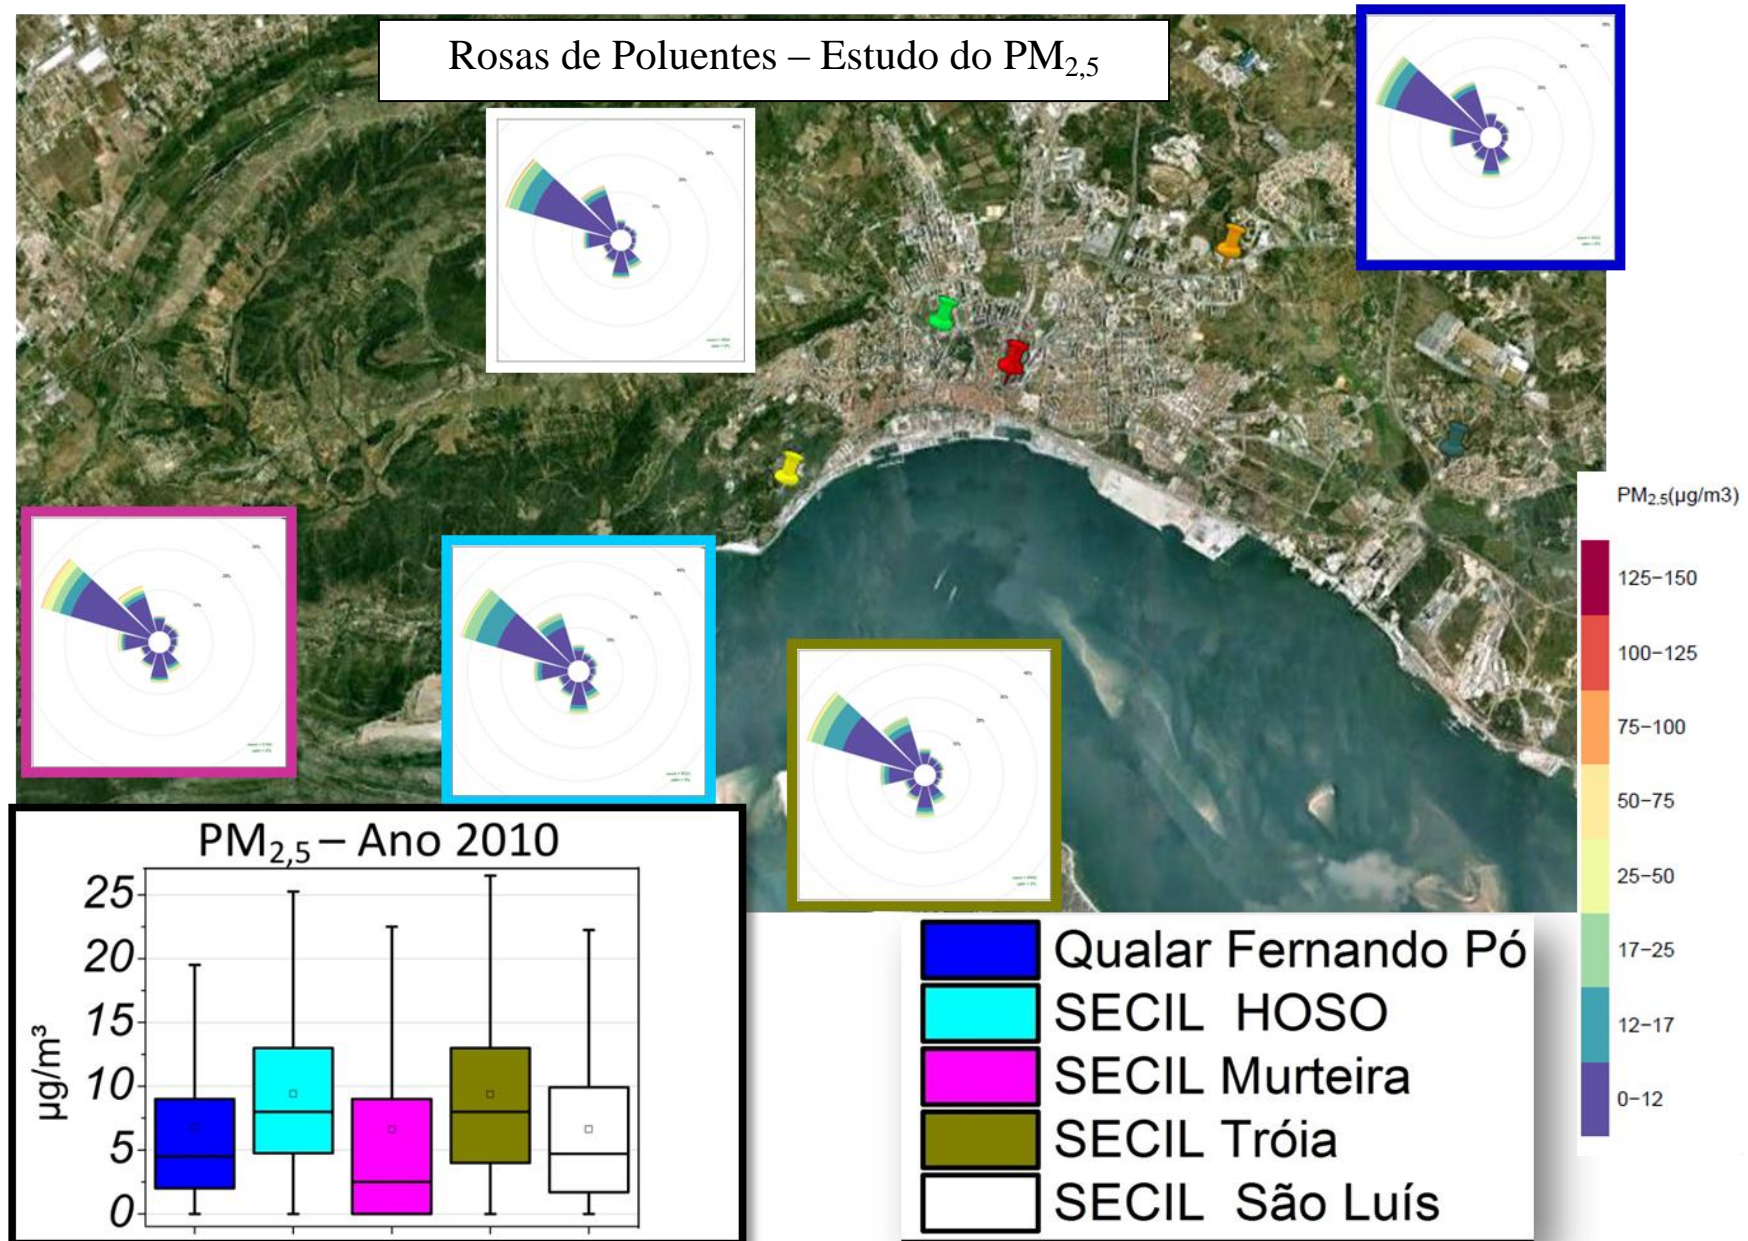 Rosas de Poluentes – Estudo do PM2,5
PM2.5(µg/m3)
125−150
100−125
75−100
50−75
25−50
17−25
12−17
0−12
PM2,5 – Ano 2010
25
20
15
10
5
0
µg/m³
Qualar Fernando Pó
SECIL HOSO
SECIL Murteira
SECIL Tróia
SECIL São Luís